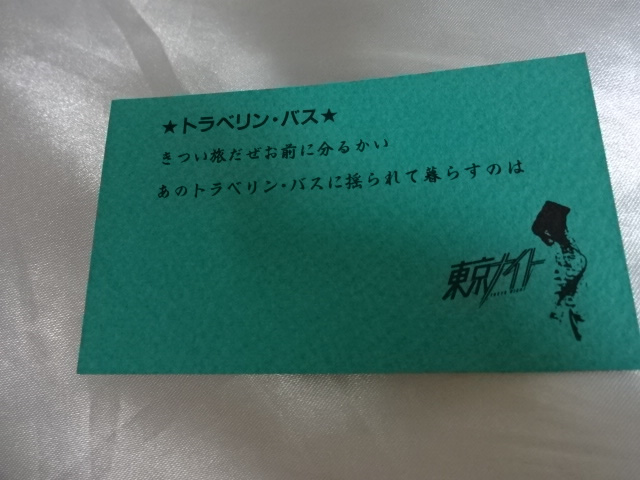 ★トラベリン・バス★
きつい旅だぜお前に分るかい
あのトラベリン・バスに揺られて暮らすのは
東京ナイト
TOKYO NIGHT